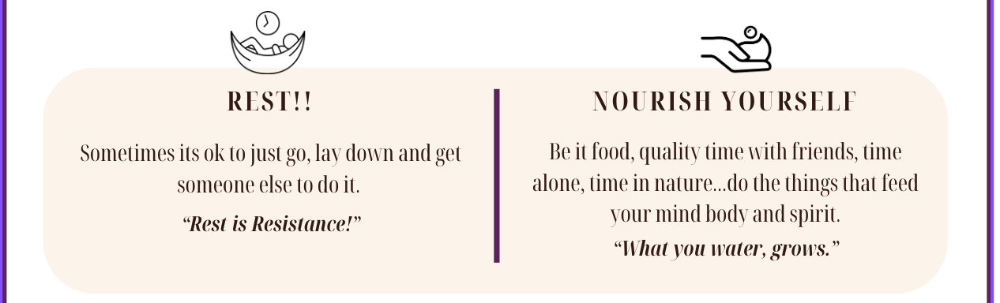 REST!!
Sometimes its ok to just go, lay down and get
someone else to do it.
“Rest is Resistance!”
NOURISH YOURSELF
Be it food, quality time with friends, time
alone, time in nature...do the things that feed
your mind body and spirit.
“What you water, grows.”